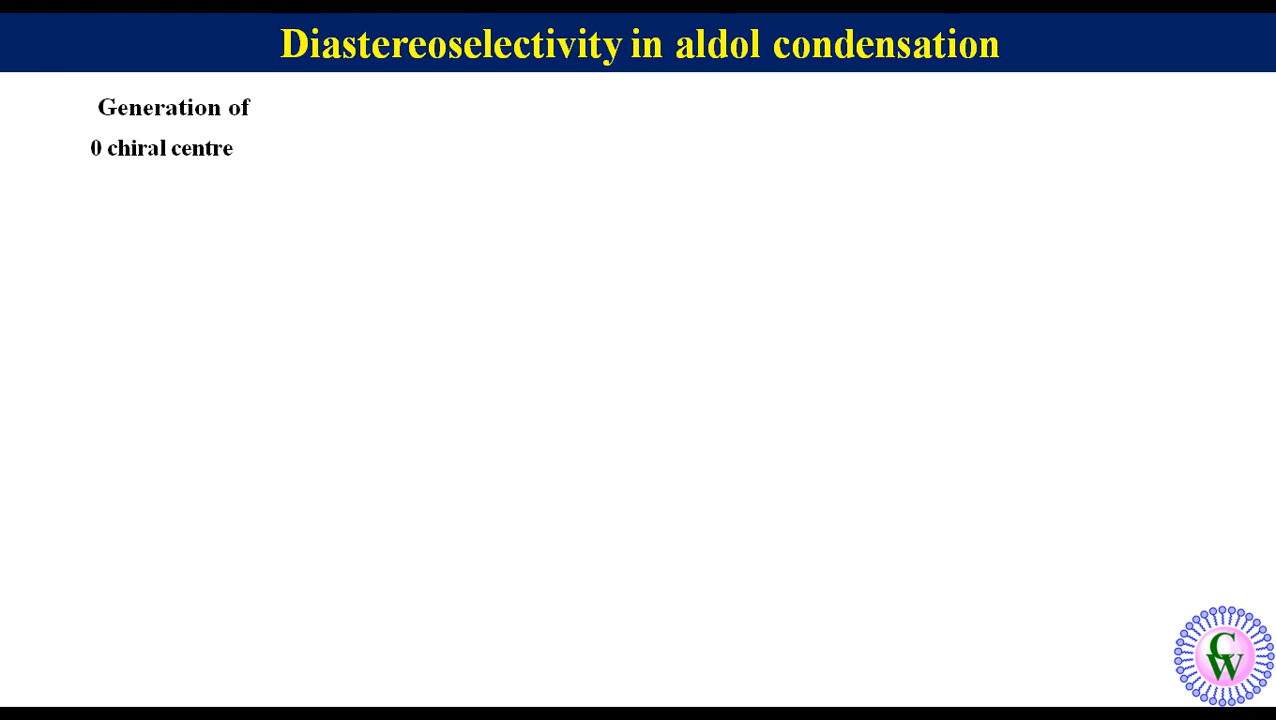 Diastereoselectivity in aldol condensation
Generation of
0 chiral centre
CW